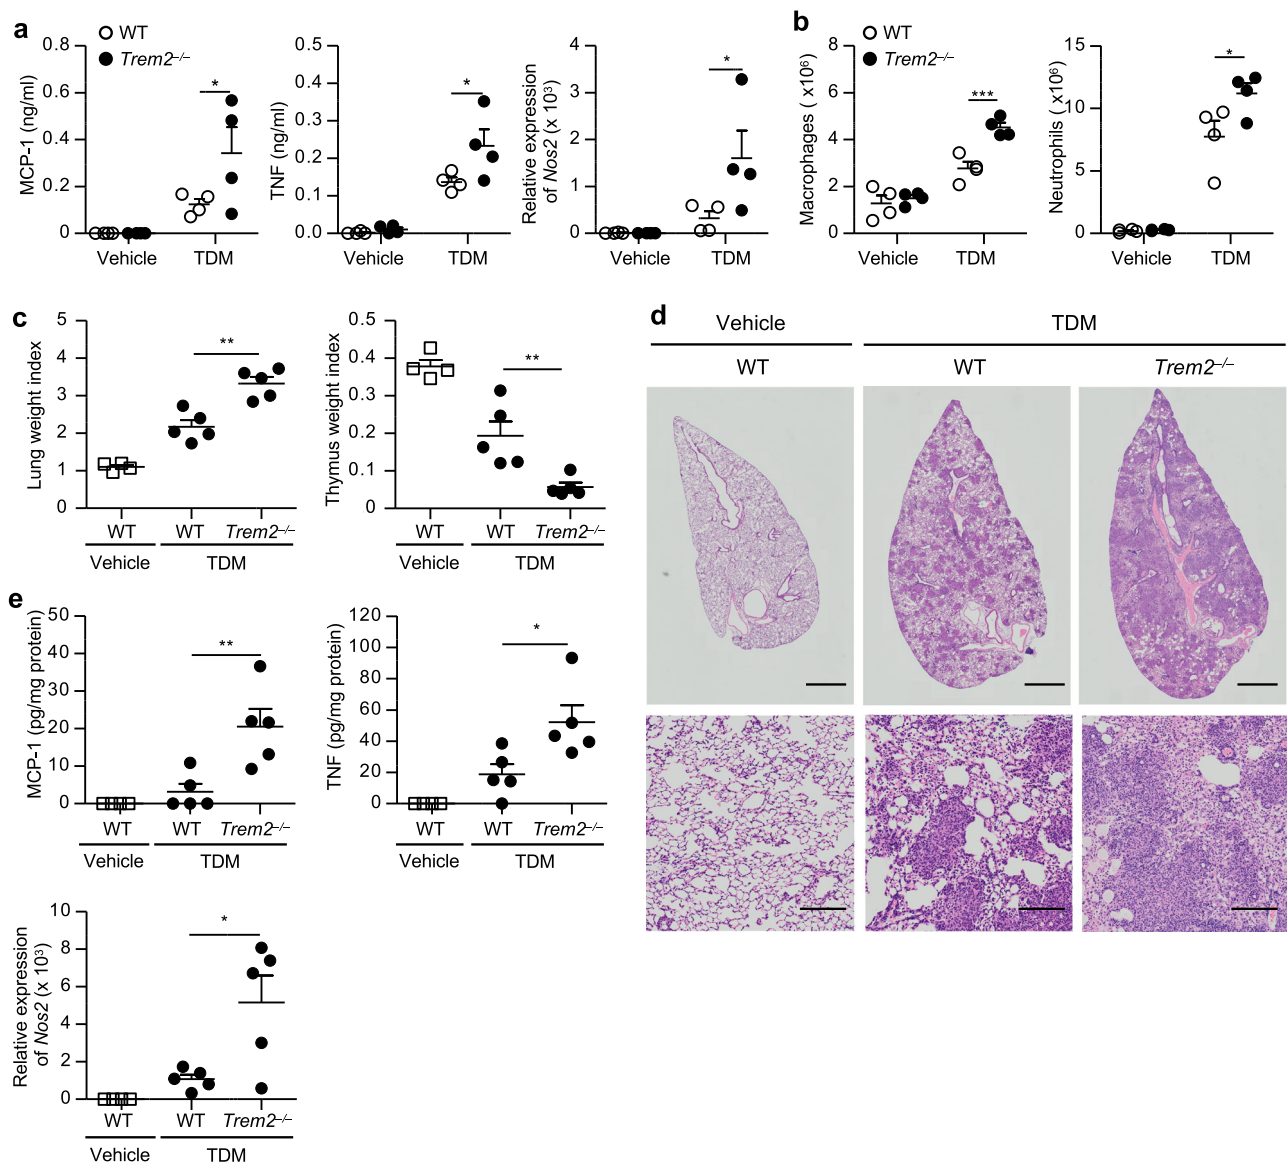 a
WT
Trem2–/–
MCP-1 (ng/ml)
0.8
0.6
0.4
0.2
0
*
Vehicle TDM
TNF (ng/ml)
0.5
0.4
0.3
0.2
0.1
0.0
*
Vehicle TDM
Relative expression
of Nos2 (x 10³)
4
3
2
1
0
*
Vehicle TDM
b
WT
Trem2–/–
Macrophages ( x10⁶)
8
6
4
2
0
***
Vehicle TDM
Neutrophils ( x10⁶)
15
10
5
0
*
Vehicle TDM
c
Lung weight index
5
4
3
2
1
0
**
WT WT Trem2–/–
Vehicle TDM
Thymus weight index
0.5
0.4
0.3
0.2
0.1
0
**
WT WT Trem2–/–
Vehicle TDM
d
Vehicle TDM
WT WT Trem2–/–
e
MCP-1 (pg/mg protein)
50
40
30
20
10
0
**
WT WT Trem2–/–
Vehicle TDM
TNF (pg/mg protein)
120
100
80
60
40
20
0
*
WT WT Trem2–/–
Vehicle TDM
Relative expression
of Nos2 (x 10³)
10
8
6
4
2
0
*
WT WT Trem2–/–
Vehicle TDM